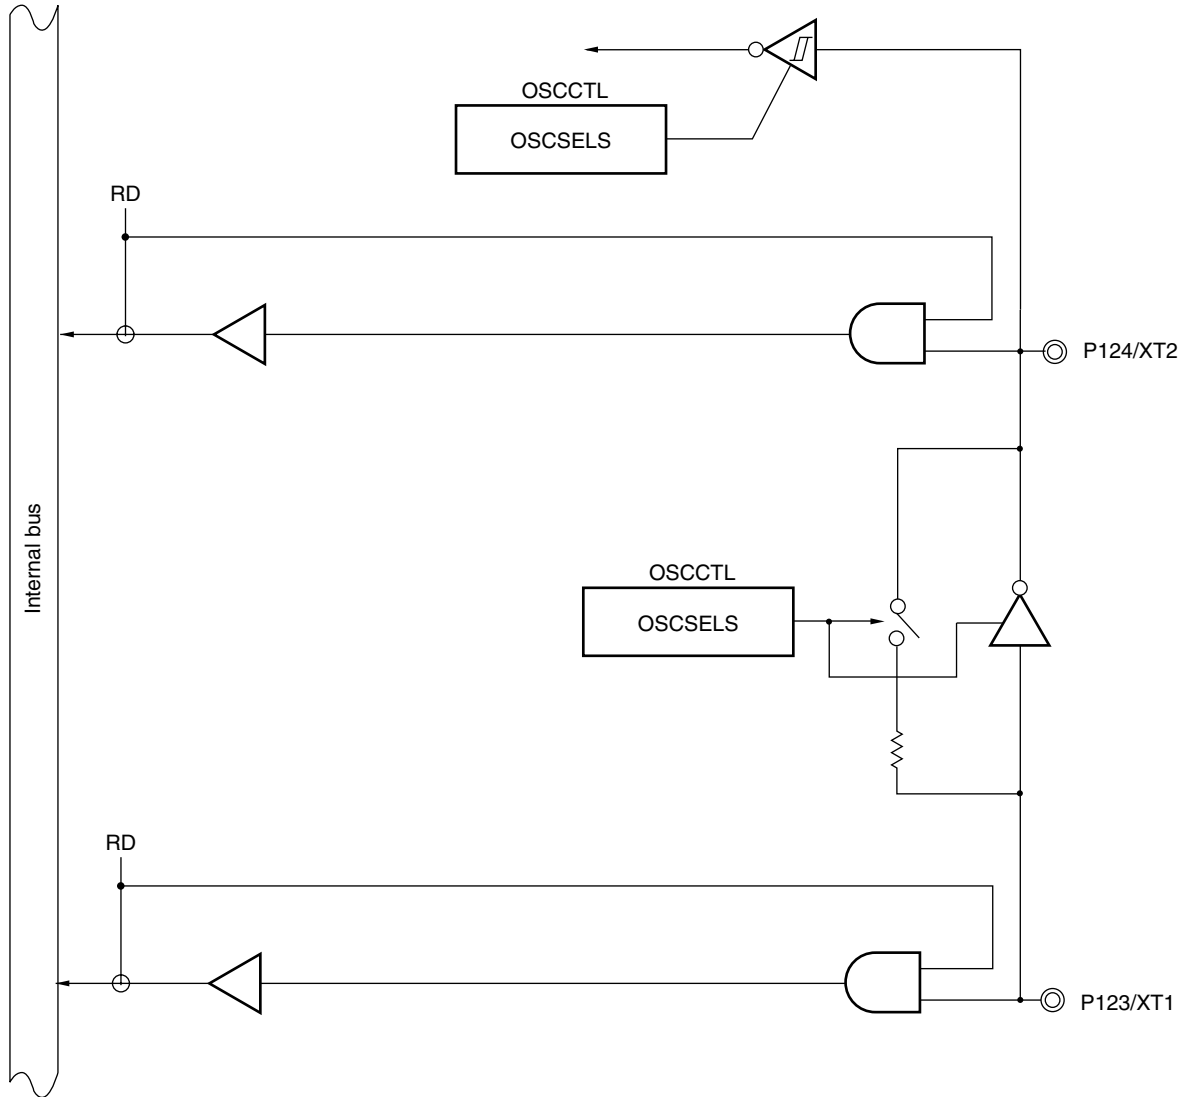 OSCCTL
OSCSELS
RD
P124/XT2
Internal bus
OSCCTL
OSCSELS
RD
P123/XT1